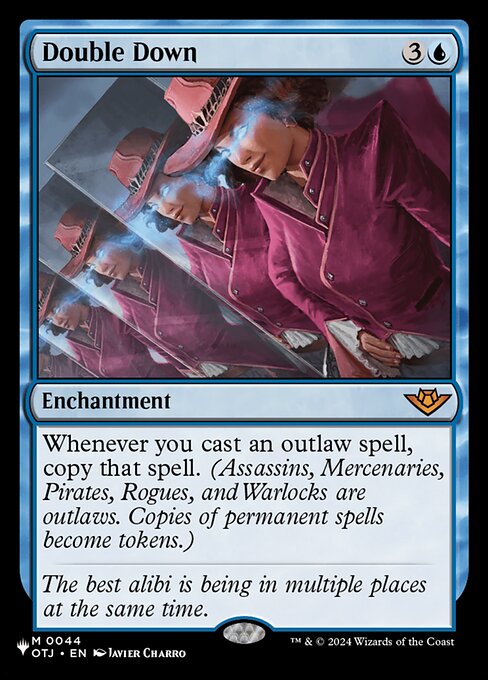 Double Down 3
Enchantment
Whenever you cast an outlaw spell,
copy that spell. (Assassins, Mercenaries,
Pirates, Rogues, and Warlocks are
outlaws. Copies of permanent spells
become tokens.)
The best alibi is being in multiple places
at the same time.
M 0044
OTJ • EN Javier Charro
™ & © 2024 Wizards of the Coast